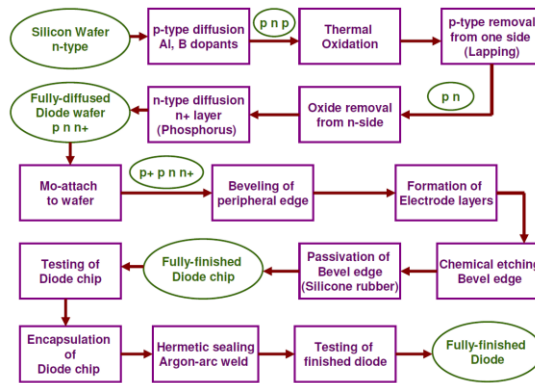 Silicon Wafer
n-type
p-type diffusion
Al, B dopants
p n p
Thermal
Oxidation
p-type removal
from one side
(Lapping)
p n
Oxide removal
from n-side
n-type diffusion
n+ layer
(Phosphorus)
Fully-diffused
Diode wafer
p n n+
Mo-attach
to wafer
p+ p n n+
Beveling of
peripheral edge
Formation of
Electrode layers
Chemical etching
Bevel edge
Passivation of
Bevel edge
(Silicone rubber)
Fully-finished
Diode chip
Testing of
Diode chip
Encapsulation
of
Diode chip
Hermetic sealing
Argon-arc weld
Testing of
finished diode
Fully-finished
Diode